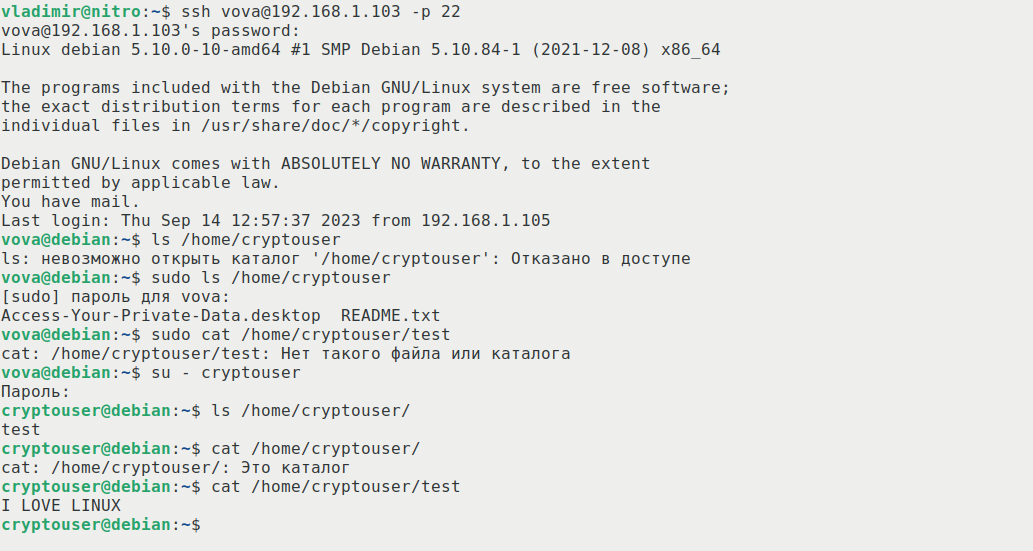 vladimir@nitro:~$ ssh vova@192.168.1.103 -p 22
vova@192.168.1.103's password:
Linux debian 5.10.0-10-amd64 #1 SMP Debian 5.10.84-1 (2021-12-08) x86_64

The programs included with the Debian GNU/Linux system are free software;
the exact distribution terms for each program are described in the
individual files in /usr/share/doc/*/copyright.

Debian GNU/Linux comes with ABSOLUTELY NO WARRANTY, to the extent
permitted by applicable law.
You have mail.
Last login: Thu Sep 14 12:57:37 2023 from 192.168.1.105
vova@debian:~$ ls /home/cryptouser
ls: невозможно открыть каталог '/home/cryptouser': Отказано в доступе
vova@debian:~$ sudo ls /home/cryptouser
[sudo] пароль для vova:
Access-Your-Private-Data.desktop  README.txt
vova@debian:~$ sudo cat /home/cryptouser/test
cat: /home/cryptouser/test: Нет такого файла или каталога
vova@debian:~$ su - cryptouser
Пароль:
cryptouser@debian:~$ ls /home/cryptouser/
test
cryptouser@debian:~$ cat /home/cryptouser/
cat: /home/cryptouser/: Это каталог
cryptouser@debian:~$ cat /home/cryptouser/test
I LOVE LINUX
cryptouser@debian:~$